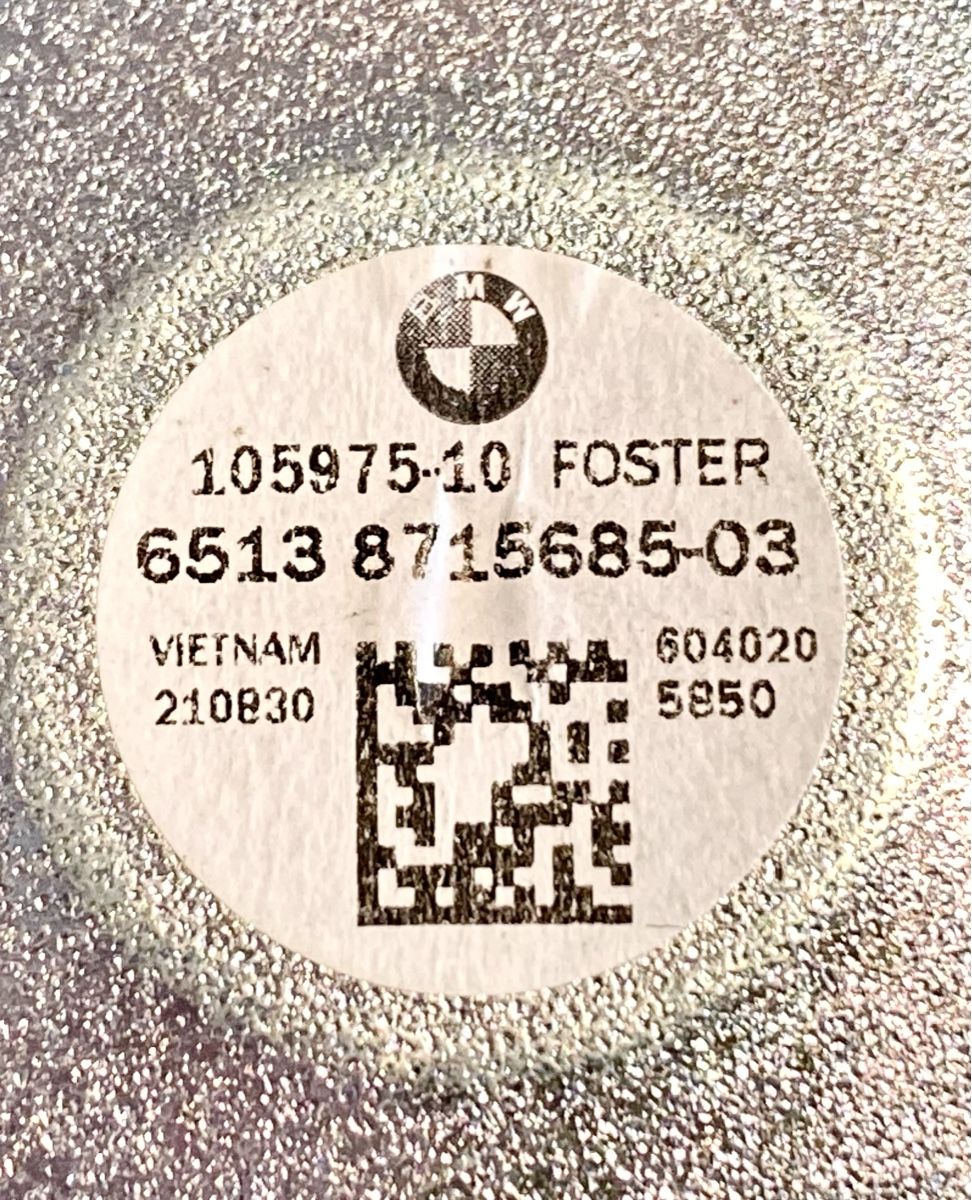 BMW
105975-10 FOSTER
6513 8715685-03
VIETNAM 604020
210830 5850